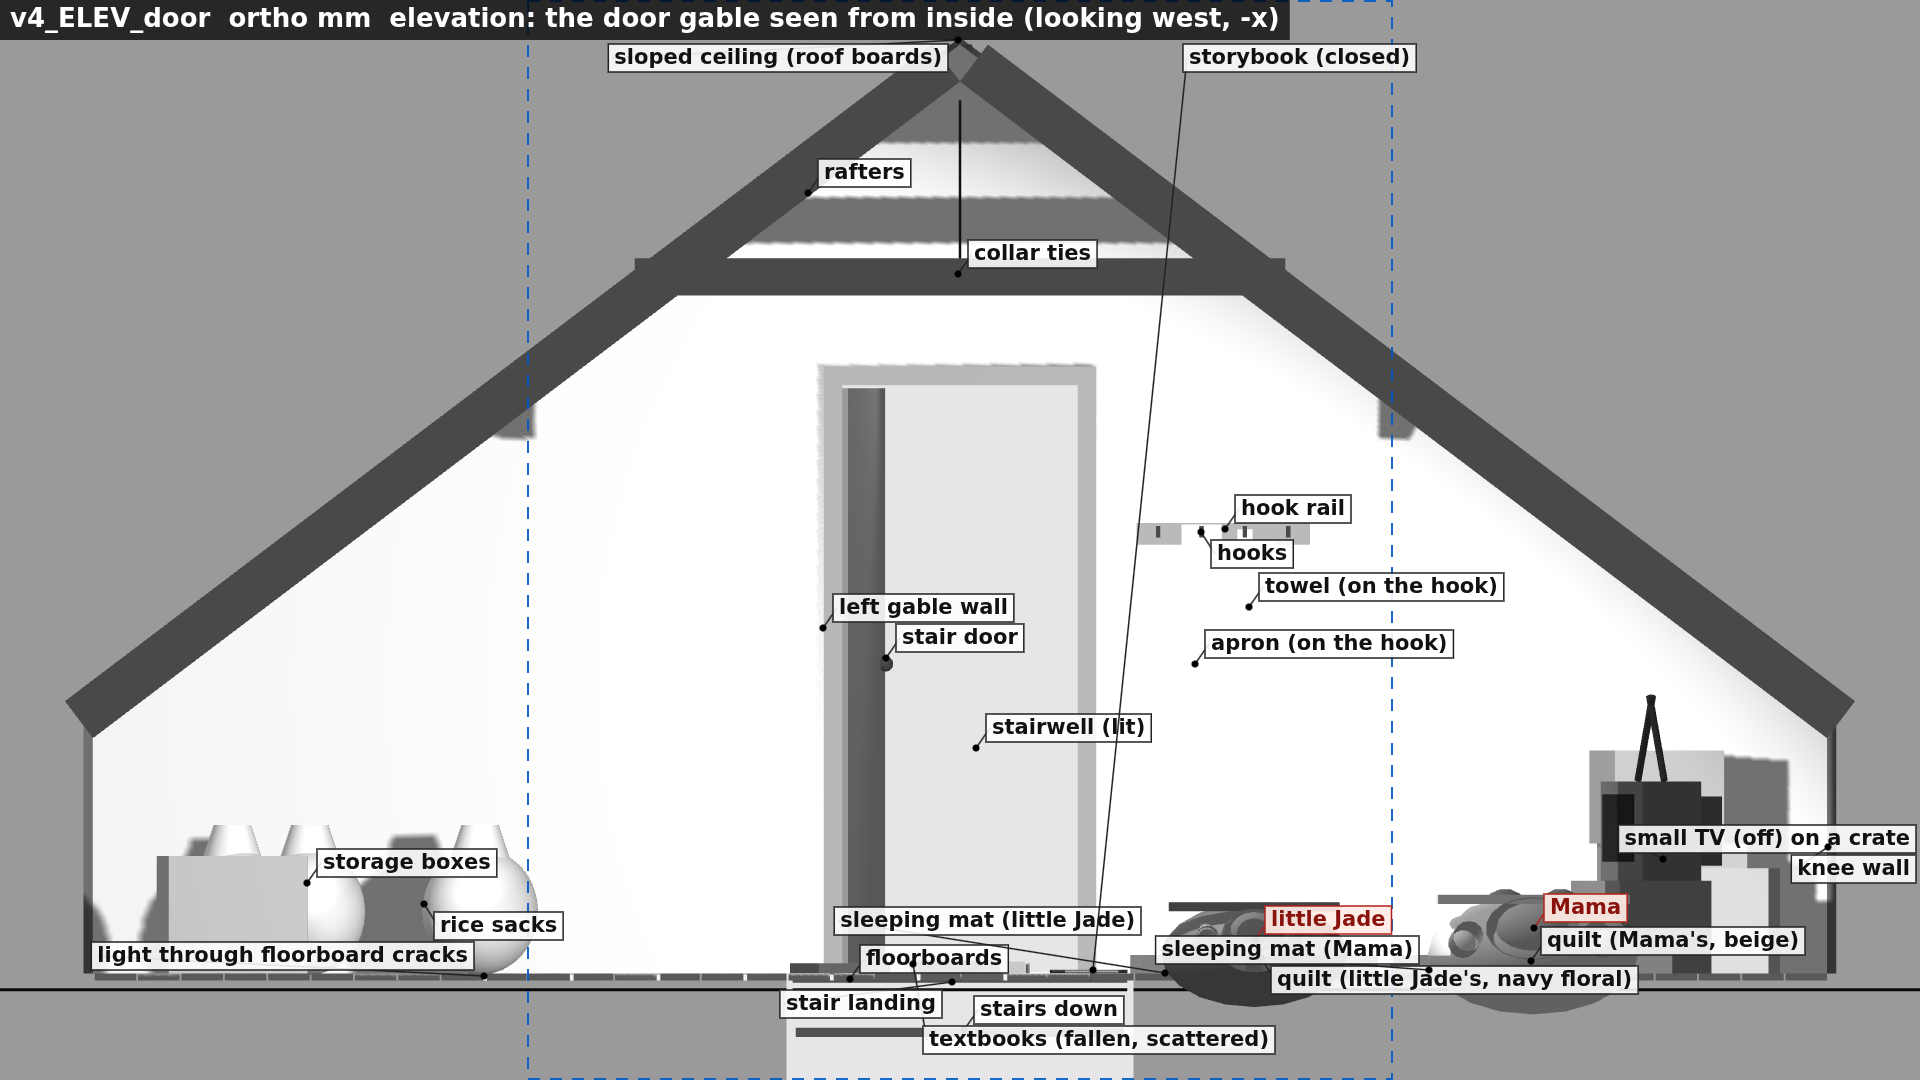 v4_ELEV_door ortho mm elevation: the door gable seen from inside (looking west, -x)
sloped ceiling (roof boards)
storybook (closed)
rafters
collar ties
hook rail
hooks
towel (on the hook)
left gable wall
stair door
apron (on the hook)
stairwell (lit)
small TV (off) on a crate
storage boxes
knee wall
Mama
sleeping mat (little Jade)
little Jade
rice sacks
quilt (Mama's, beige)
sleeping mat (Mama)
light through floorboard cracks
floorboards
quilt (little Jade's, navy floral)
stair landing
stairs down
textbooks (fallen, scattered)